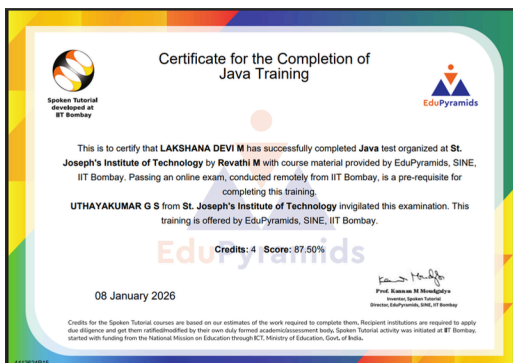 Certificate for the Completion of
Java Training
Spoken Tutorial
developed at
IIT Bombay
EduPyramids
This is to certify that LAKSHANA DEVI M has successfully completed Java test organized at St.
Joseph's Institute of Technology by Revathi M with course material provided by EduPyramids, SINE,
IIT Bombay. Passing an online exam, conducted remotely from IIT Bombay, is a pre-requisite for
completing this training.
UTHAYAKUMAR G S from St. Joseph's Institute of Technology invigilated this examination. This
training is offered by EduPyramids, SINE, IIT Bombay.
EduPyramids
Credits: 4 Score: 87.50%
08 January 2026
Prof. Kannan M Moudgalya
Inventor, Spoken Tutorial
Director, EduPyramids, SINE, IIT Bombay
Credits for the Spoken Tutorial courses are based on our estimates of the work required to complete them. Recipient institutions are required to apply
due diligence and get them ratified/modified by their own duly formed academic/assessment body. Spoken Tutorial activity was initiated at IIT Bombay,
started with funding from the National Mission on Education through ICT, Ministry of Education, Govt. of India.